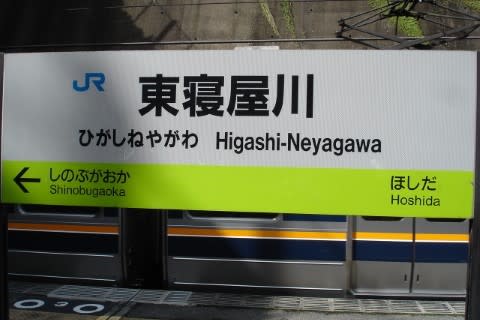 JR
東寝屋川
ひがしねやがわ Higashi-Neyagawa
← しのぶがおか
Shinobugaoka
ほしだ
Hoshida